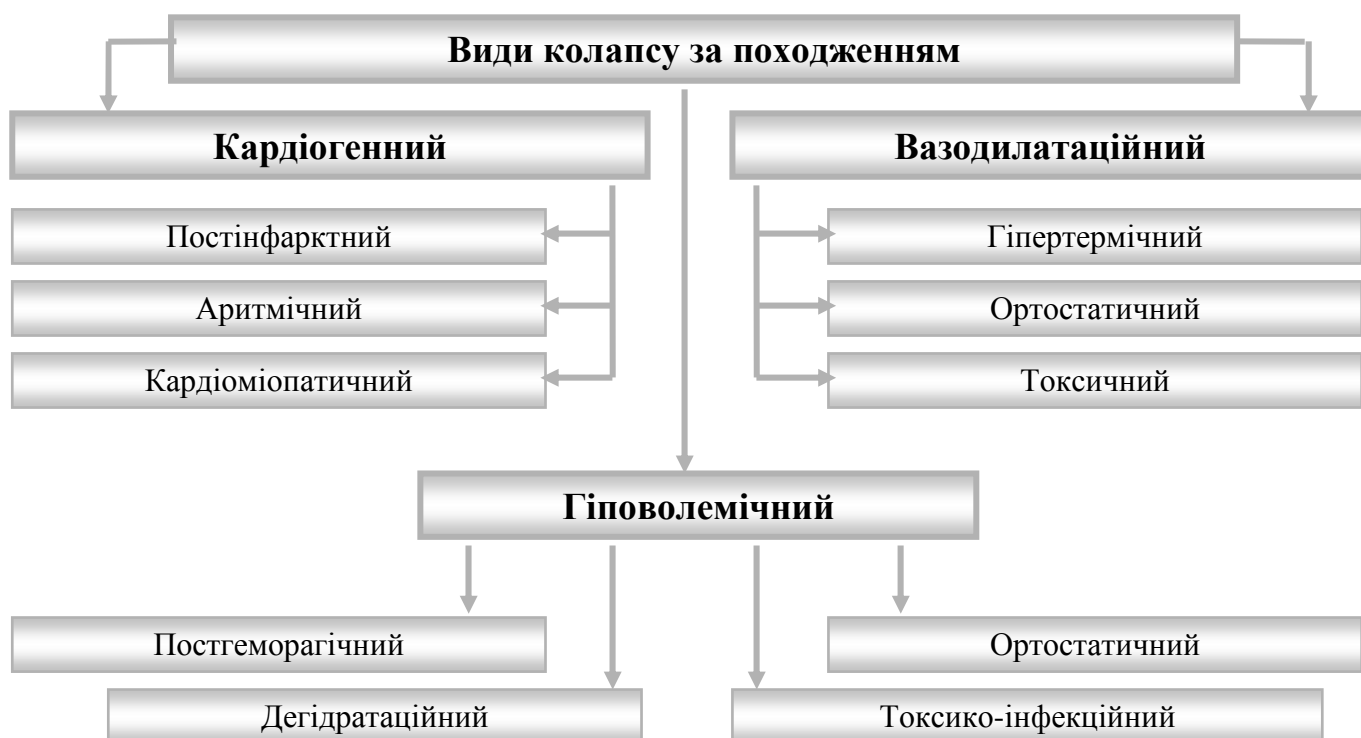 Види колапсу за походженням
Кардіогенний
Вазодилатаційний
Постінфарктний
Гіпертермічний
Аритмічний
Ортостатичний
Кардіоміопатичний
Токсичний
Гіповолемічний
Постгеморагічний
Ортостатичний
Дегідратаційний
Токсико-інфекційний